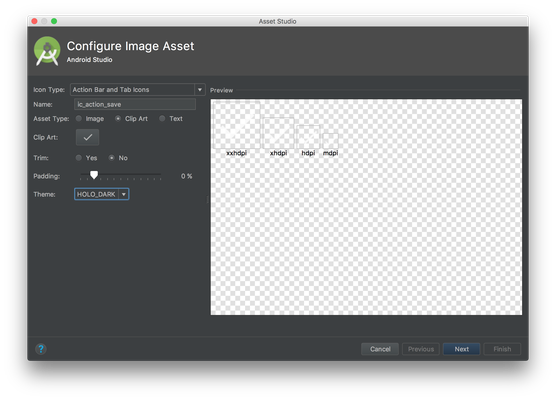 Asset Studio
Configure Image Asset
Android Studio
Icon Type: Action Bar and Tab Icons
Preview
Name: ic_action_save
Asset Type: Image Clip Art Text
Clip Art:
xxhdpi xhdpi hdpi mdpi
Trim: Yes No
Padding: 0 %
Theme: HOLO_DARK
? Cancel Previous Next Finish